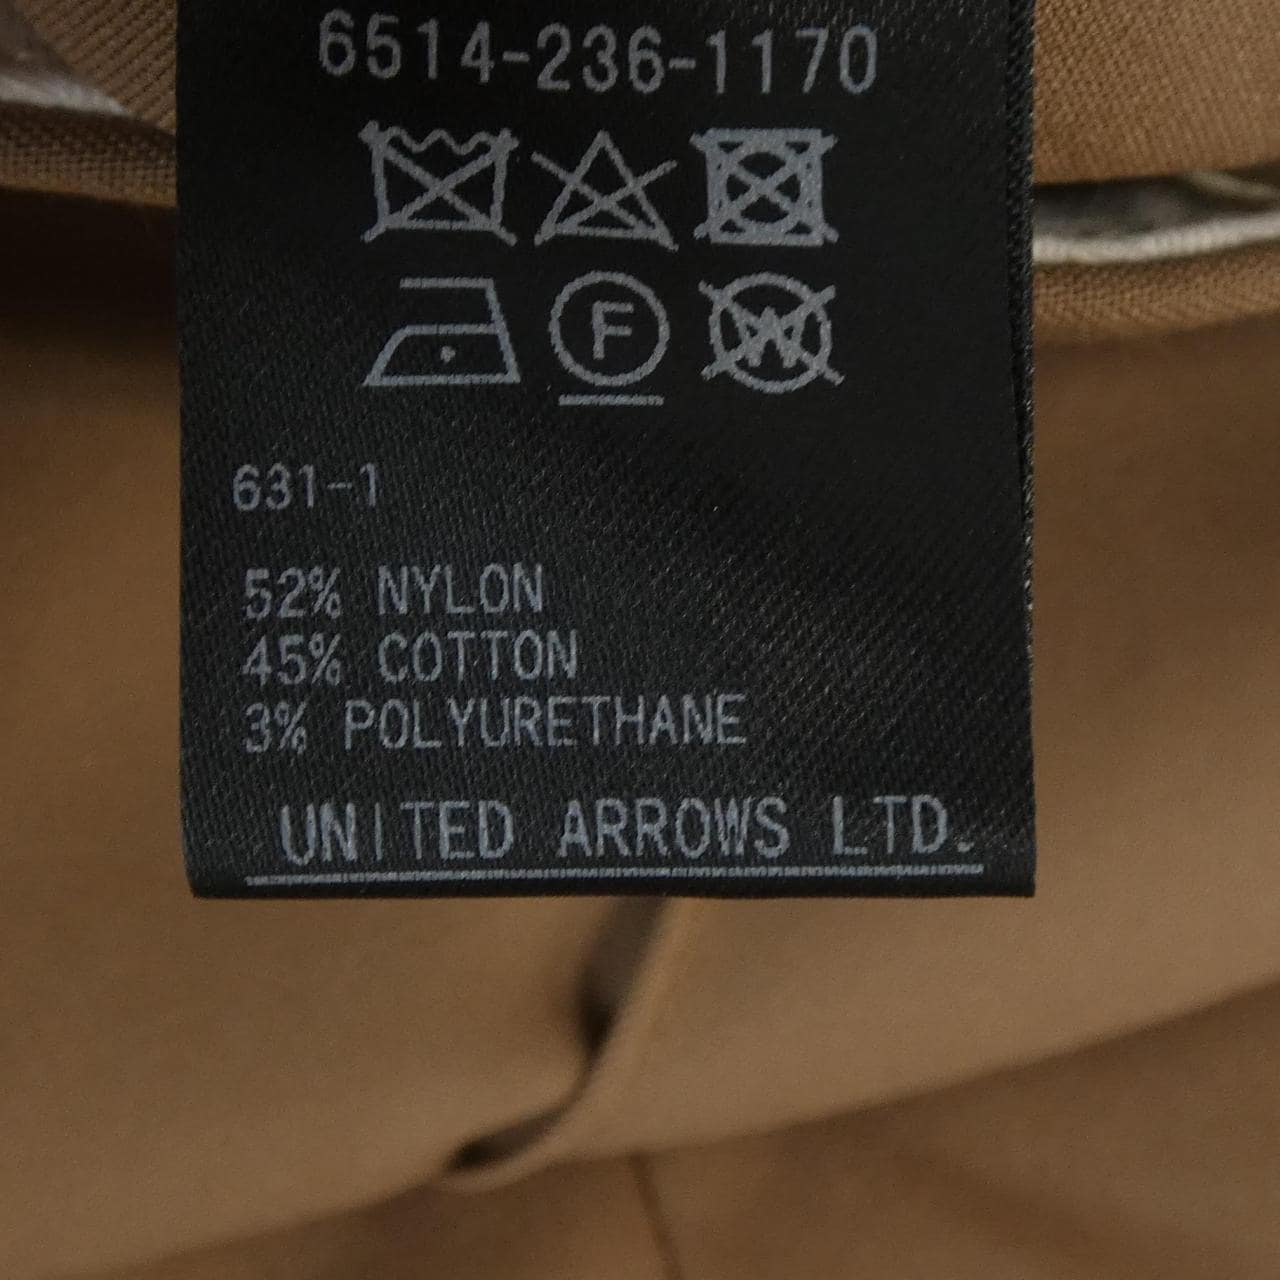 6514-236-1170
F W
631-1
52% NYLON
45% COTTON
3% POLYURETHANE
UNITED ARROWS LTD.